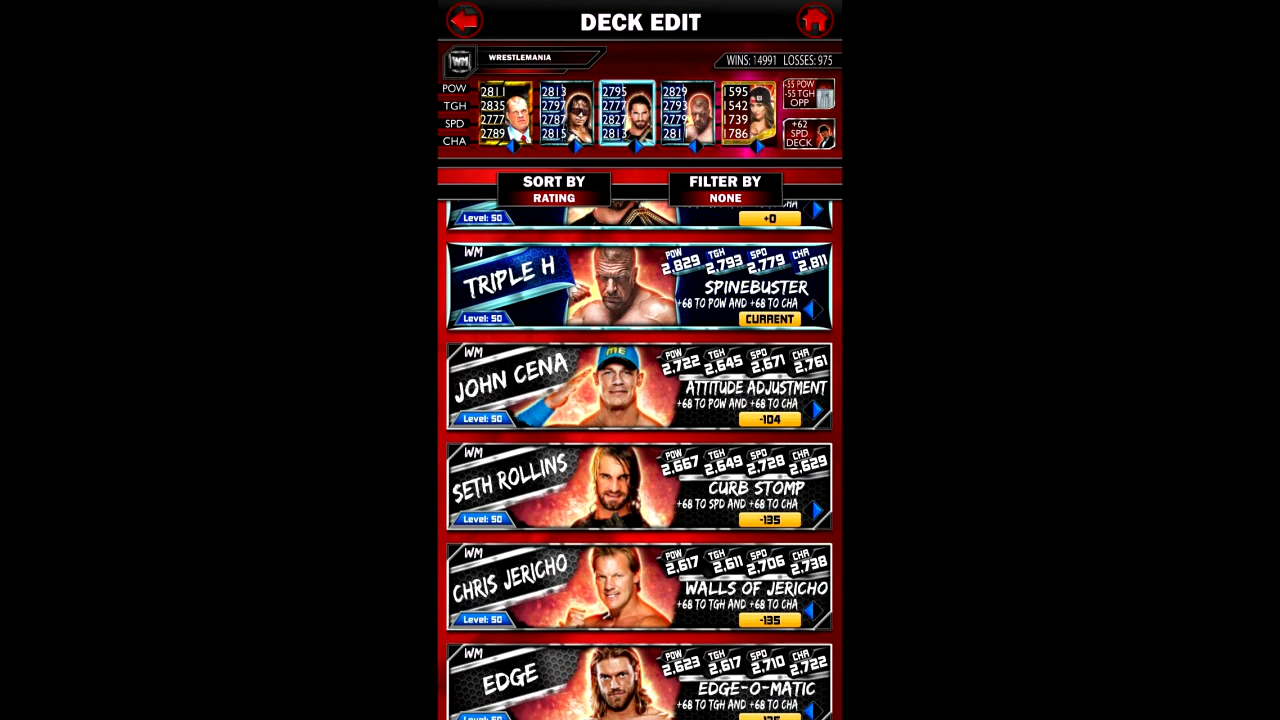 DECK EDIT
WM WRESTLEMANIA
WINS: 14991 LOSSES: 975
POW 2811 2813 2795 2829 1595
TGH 2835 2797 2777 2793 1542
SPD 2777 2787 2827 1739
CHA 2789 2815 2813 281 1786
-55 POW
-55 TGH
OPP
+62
SPD
DECK
SORT BY
RATING
FILTER BY
NONE
Level: 50
+0
WM
TRIPLE H
POW TGH SPD CHA
2,829 2,793 2,779 2,811
SPINEBUSTER
+68 TO POW AND +68 TO CHA
Level: 50
CURRENT
WM
JOHN CENA
ME
POW TGH SPD CHA
2,722 2,645 2,671 2,761
ATTITUDE ADJUSTMENT
+68 TO POW AND +68 TO CHA
Level: 50
-104
WM
SETH ROLLINS
POW TGH SPD CHA
2,667 2,649 2,728 2,629
CURB STOMP
+68 TO SPD AND +68 TO CHA
Level: 50
-135
WM
CHRIS JERICHO
POW TGH SPD CHA
2,617 2,611 2,706 2,738
WALLS OF JERICHO
+68 TO TGH AND +68 TO CHA
Level: 50
-135
WM
EDGE
POW TGH SPD CHA
2,623 2,617 2,710 2,722
EDGE-O-MATIC
+68 TO TGH AND +68 TO CHA